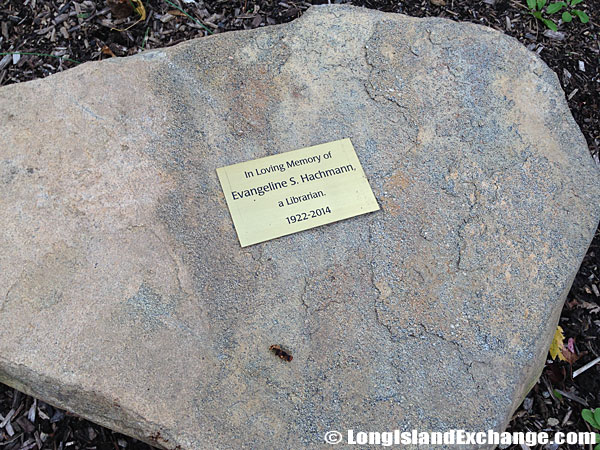 In Loving Memory of
Evangeline S. Hachmann,
a Librarian.
1922-2014
© LongIslandExchange.com